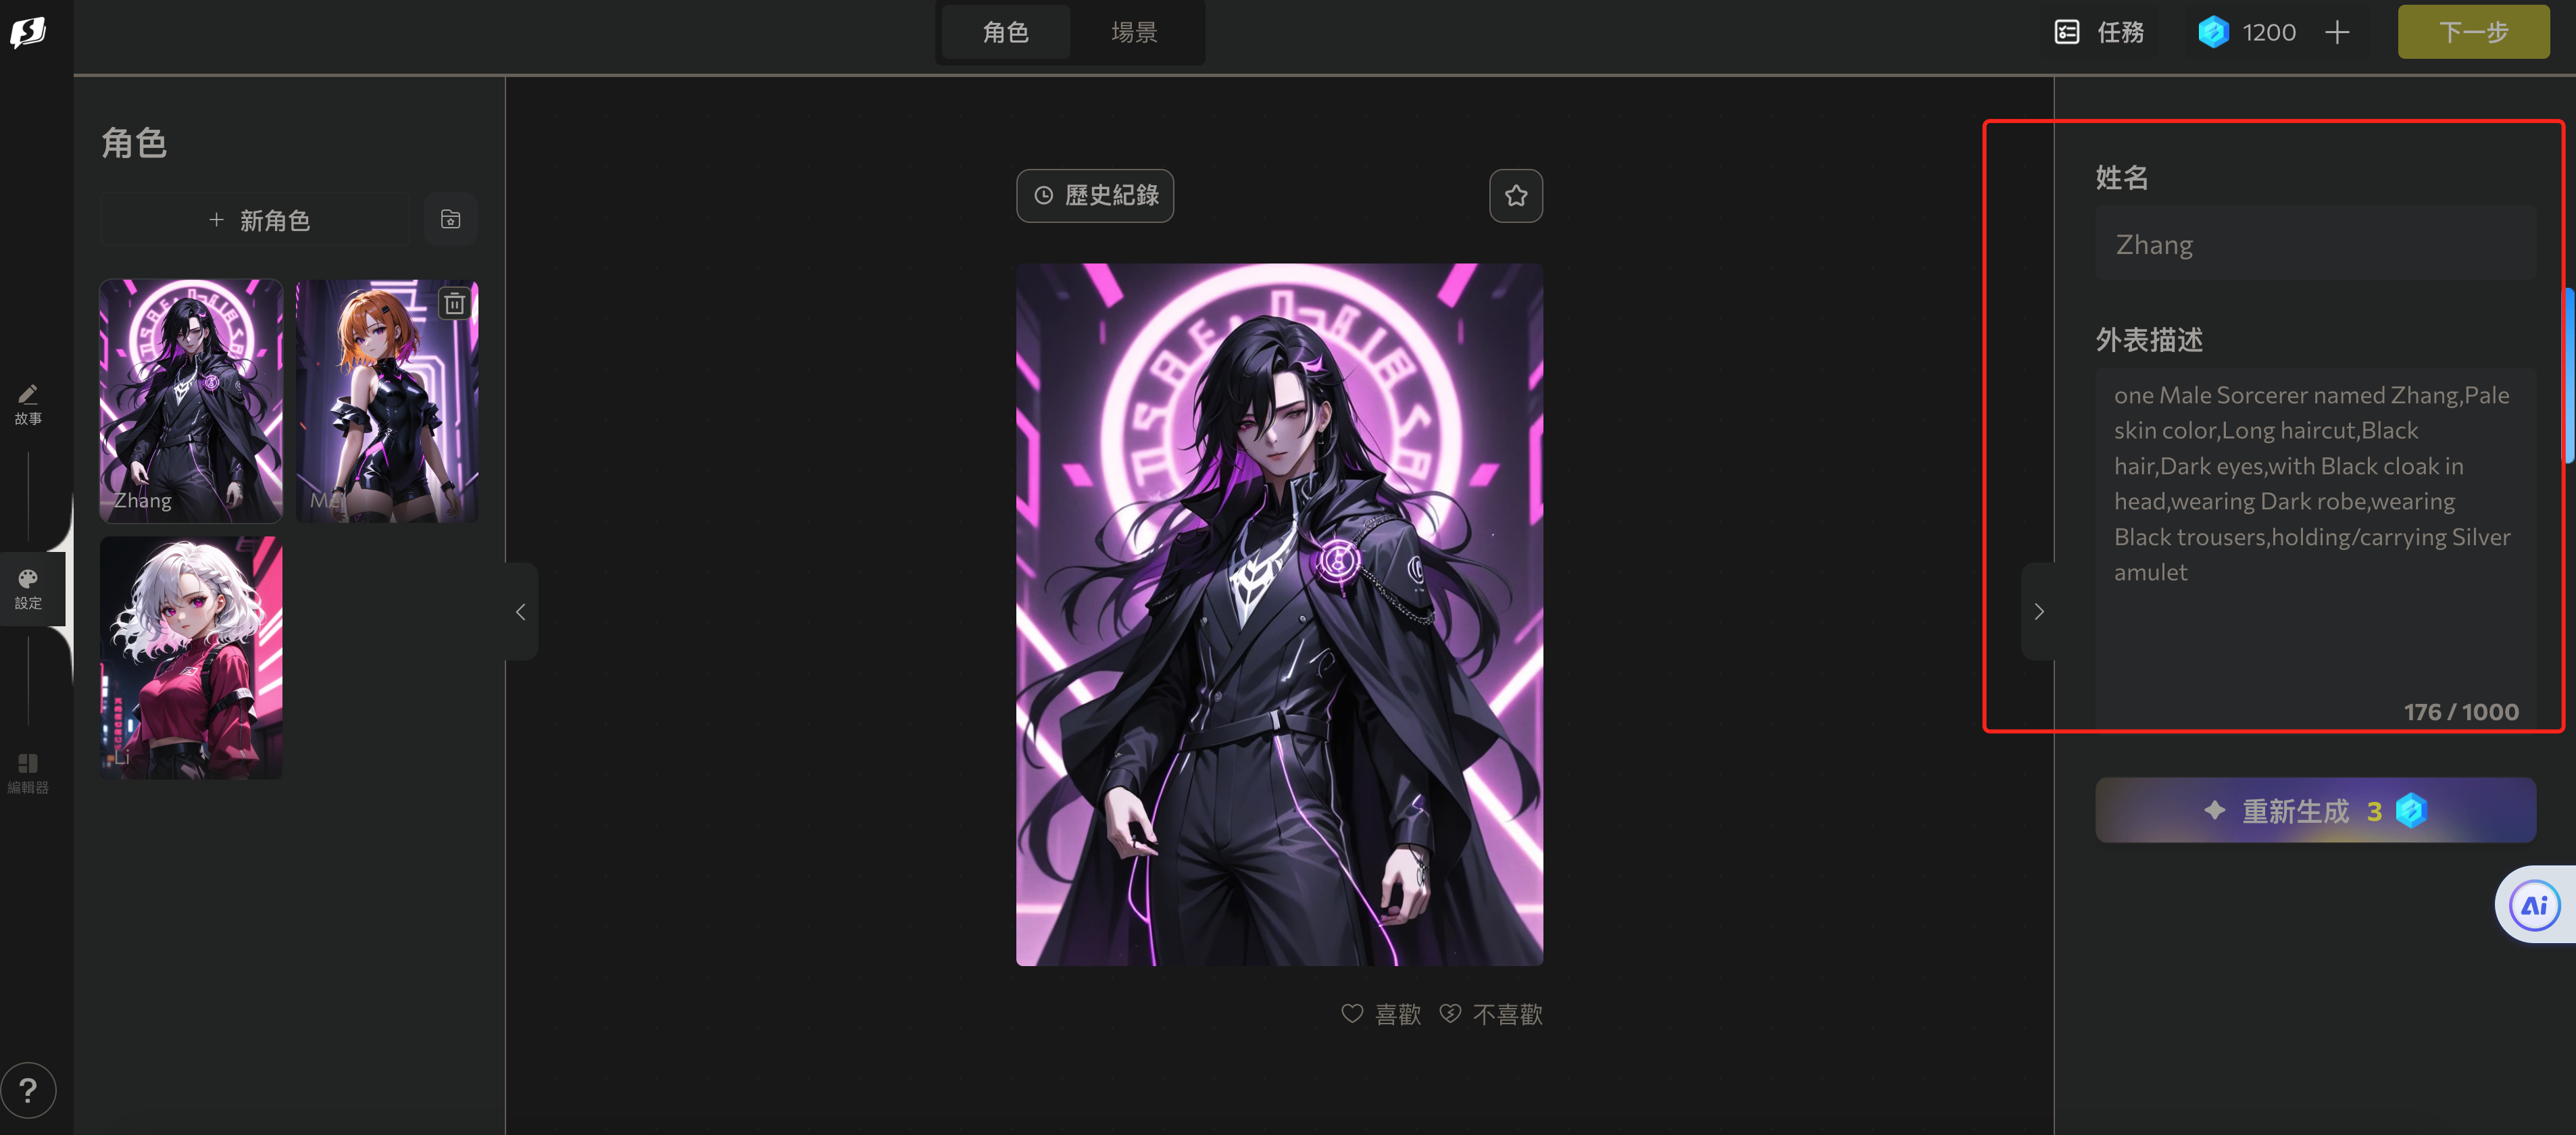 角色
場景
任務
1200
下一步
角色
新角色
Zhang
Li
故事
設定
編輯器
?
歷史紀錄
喜歡
不喜歡
姓名
Zhang
外表描述
one Male Sorcerer named Zhang,Pale
skin color,Long haircut,Black
hair,Dark eyes,with Black cloak in
head,wearing Dark robe,wearing
Black trousers,holding/carrying Silver
amulet
176 / 1000
重新生成 3
Ai